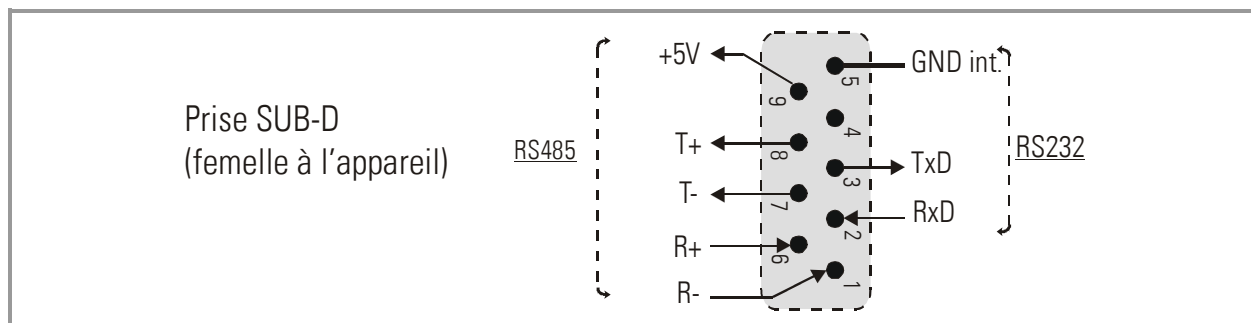 Prise SUB-D
(femelle à l'appareil)
RS485
+5V
T+
T-
R+
R-
5
9
4
8
3
7
2
6
1
GND int.
TxD
RxD
RS232